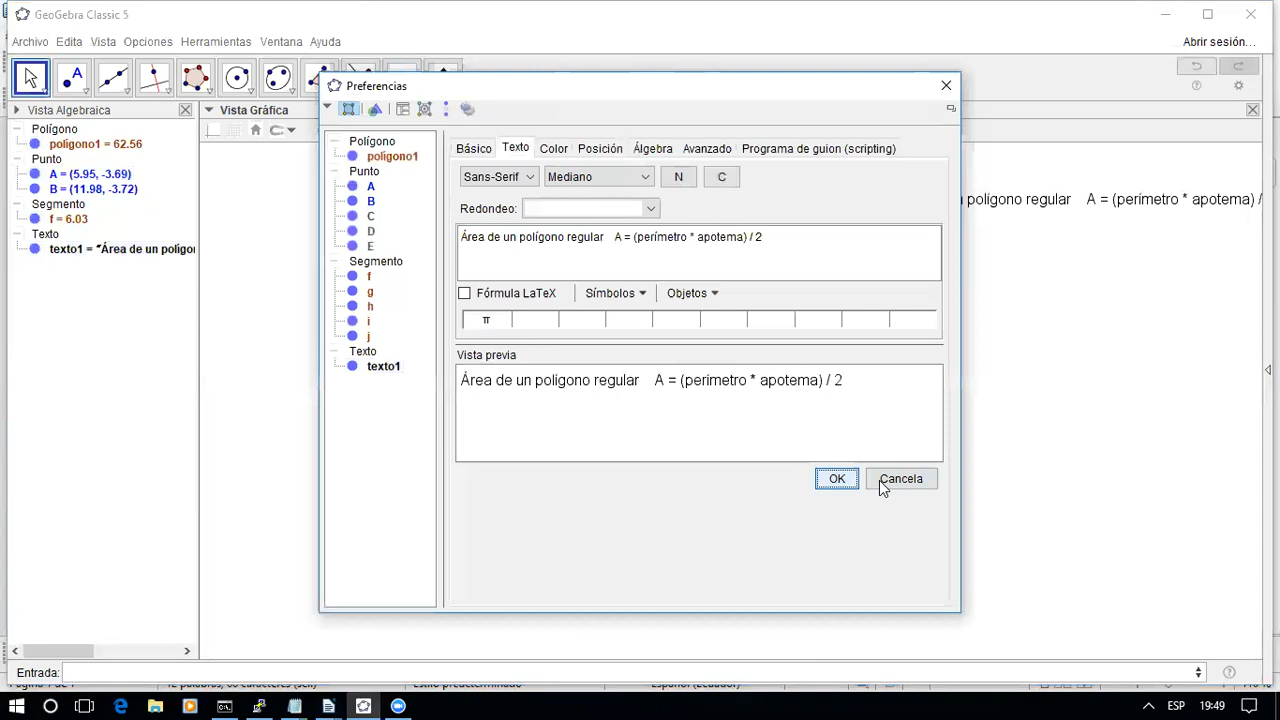 GeoGebra Classic 5
Archivo Edita Vista Opciones Herramientas Ventana Ayuda
Abrir sesión...
A
Vista Algebraica
Vista Gráfica
Polígono
poligono1 = 62.56
Punto
A = (5.95, -3.69)
B = (11.98, -3.72)
Segmento
f = 6.03
Texto
texto1 = "Área de un polígo
Preferencias
Polígono
poligono1
Punto
A
B
C
D
E
Segmento
f
g
h
i
j
Texto
texto1
Básico Texto Color Posición Álgebra Avanzado Programa de guion (scripting)
Sans-Serif Mediano N C
Redondeo:
Área de un polígono regular A = (perímetro * apotema) / 2
Fórmula LaTeX Símbolos Objetos
π
Vista previa
Área de un polígono regular A = (perímetro * apotema) / 2
OK Cancela
polígono regular A = (perímetro * apotema) /
Entrada:
ESP 19:49